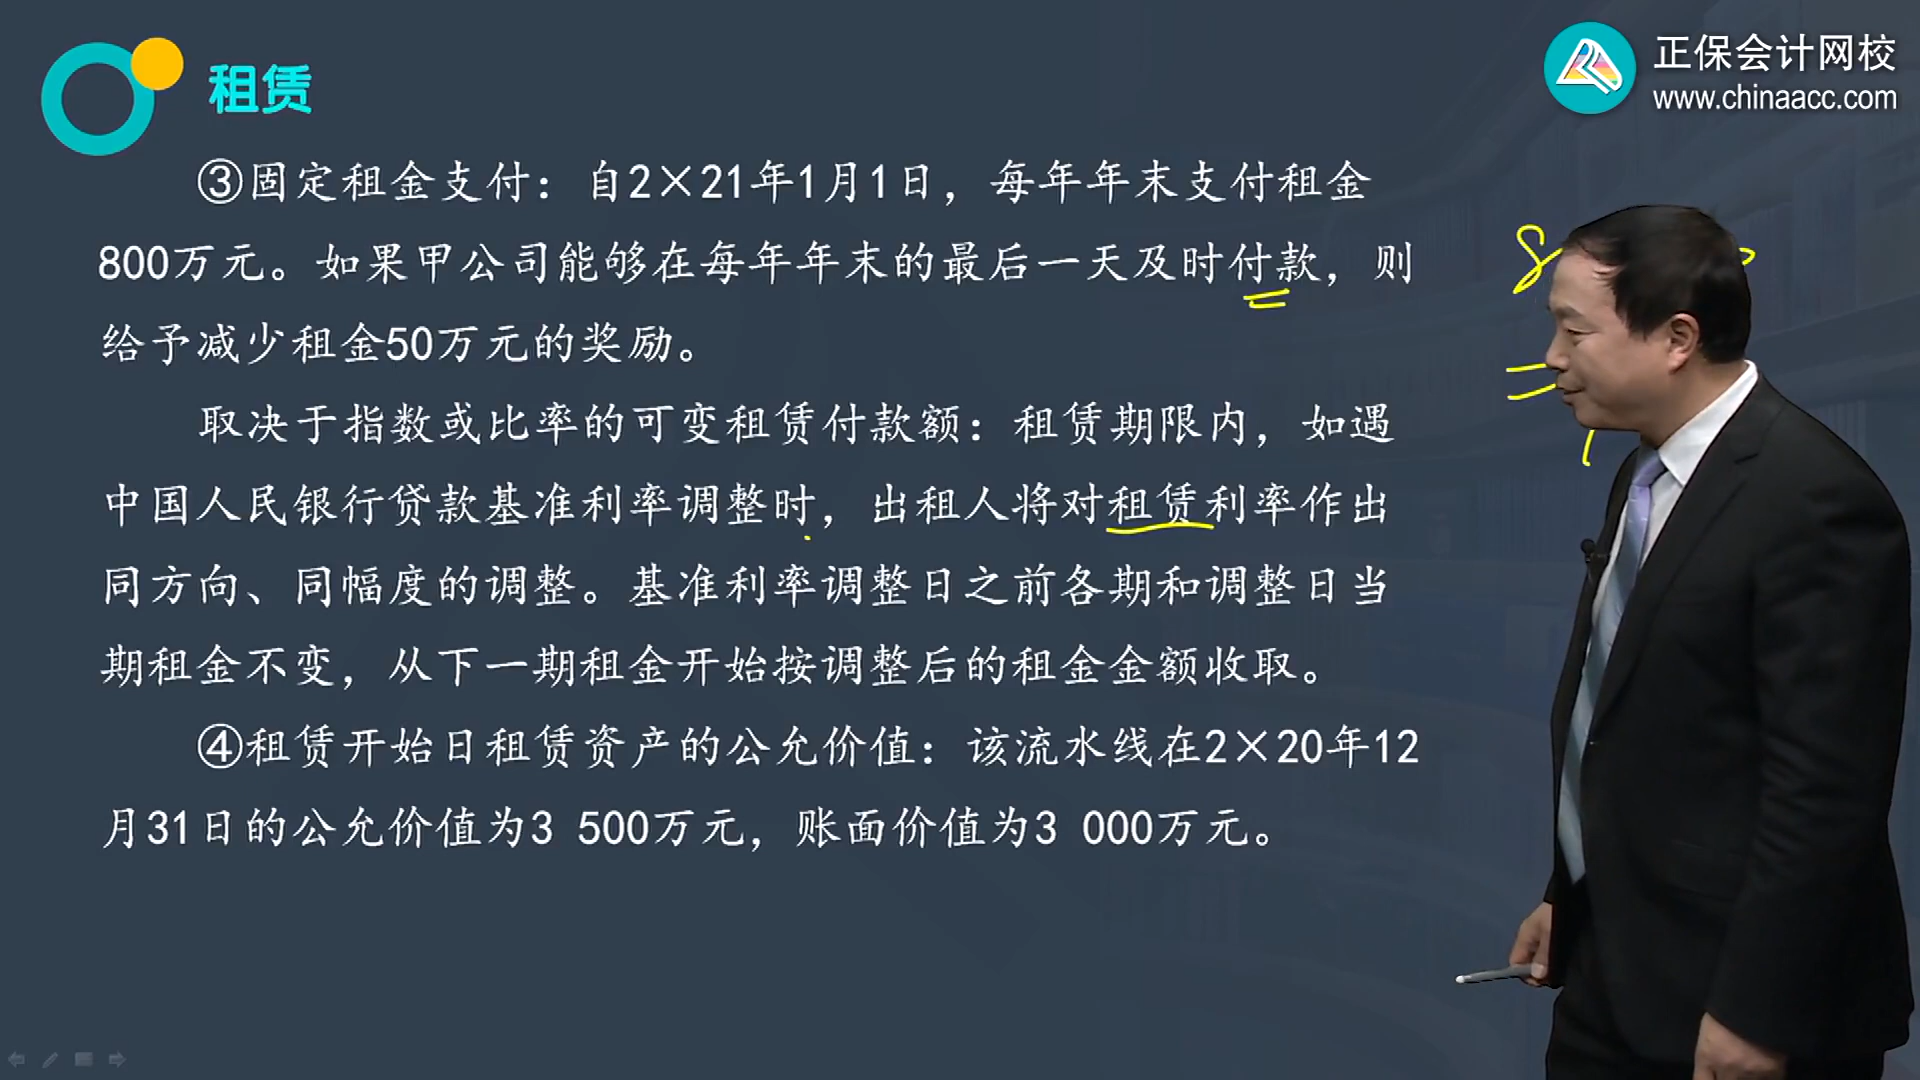 租赁
正保会计网校
www.chinaacc.com
③固定租金支付：自2×21年1月1日，每年年末支付租金
800万元。如果甲公司能够在每年年末的最后一天及时付款，则
给予减少租金50万元的奖励。
取决于指数或比率的可变租赁付款额：租赁期限内，如遇
中国人民银行贷款基准利率调整时，出租人将对租赁利率作出
同方向、同幅度的调整。基准利率调整日之前各期和调整日当
期租金不变，从下一期租金开始按调整后的租金金额收取。
④租赁开始日租赁资产的公允价值：该流水线在2×20年12
月31日的公允价值为3 500万元，账面价值为3 000万元。